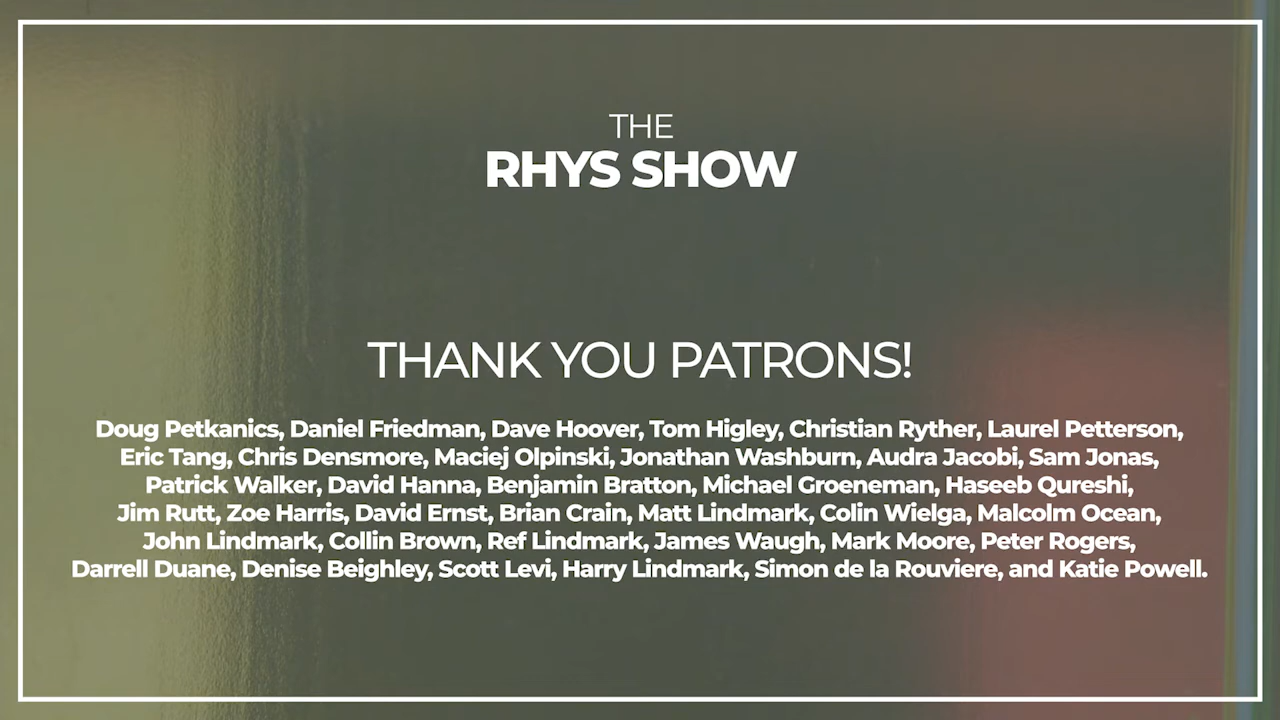 THE
RHYS SHOW
THANK YOU PATRONS!
Doug Petkanics, Daniel Friedman, Dave Hoover, Tom Higley, Christian Ryther, Laurel Petterson,
Eric Tang, Chris Densmore, Maciej Olpinski, Jonathan Washburn, Audra Jacobi, Sam Jonas,
Patrick Walker, David Hanna, Benjamin Bratton, Michael Groeneman, Haseeb Qureshi,
Jim Rutt, Zoe Harris, David Ernst, Brian Crain, Matt Lindmark, Colin Wielga, Malcolm Ocean,
John Lindmark, Collin Brown, Ref Lindmark, James Waugh, Mark Moore, Peter Rogers,
Darrell Duane, Denise Beighley, Scott Levi, Harry Lindmark, Simon de la Rouviere, and Katie Powell.